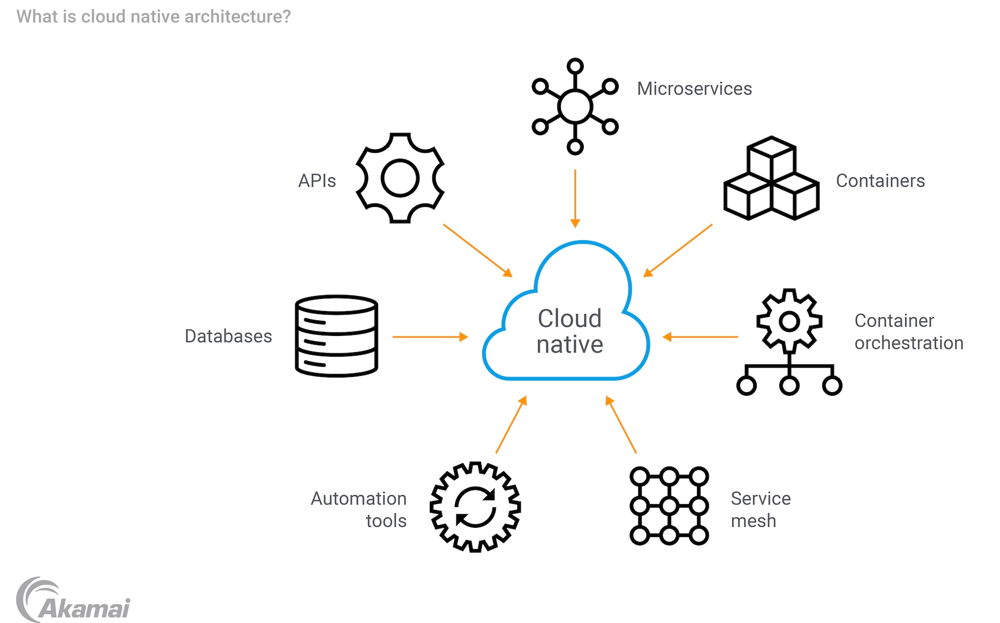 What is cloud native architecture?
Microservices
APIs
Containers
Cloud
native
Databases
Container
orchestration
Automation
tools
Service
mesh
Akamai